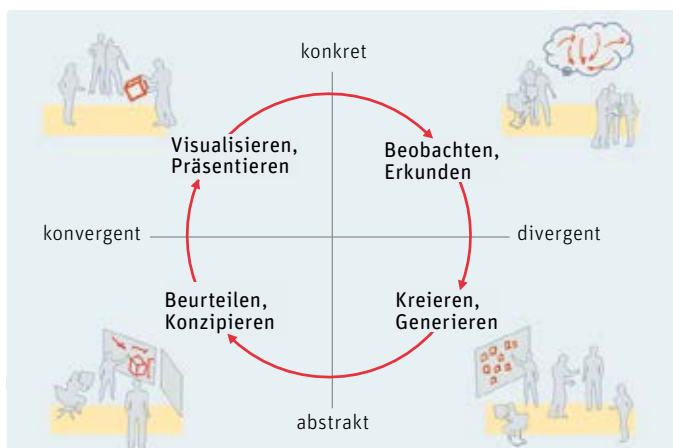 konkret
Visualisieren,
Präsentieren
Beobachten,
Erkunden
konvergent
divergent
Beurteilen,
Konzipieren
Kreieren,
Generieren
abstrakt